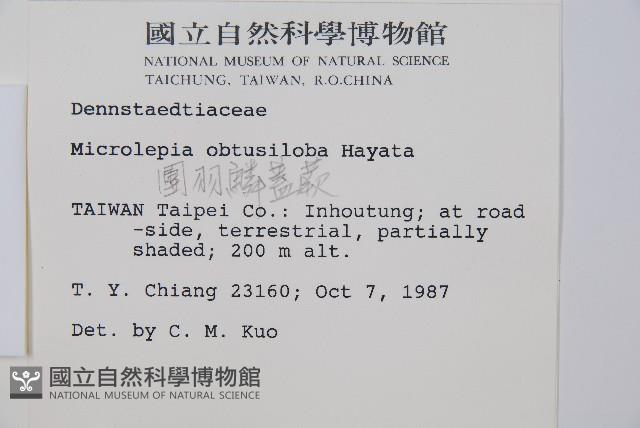 國立自然科學博物館
NATIONAL MUSEUM OF NATURAL SCIENCE
TAICHUNG, TAIWAN, R.O.CHINA
Dennstaedtiaceae
Microlepia obtusiloba Hayata
團羽鱗蓋蕨
TAIWAN Taipei Co.: Inhoutung; at road
-side, terrestrial, partially
shaded; 200 m alt.
T. Y. Chiang 23160; Oct 7, 1987
Det. by C. M. Kuo
國立自然科學博物館
NATIONAL MUSEUM OF NATURAL SCIENCE